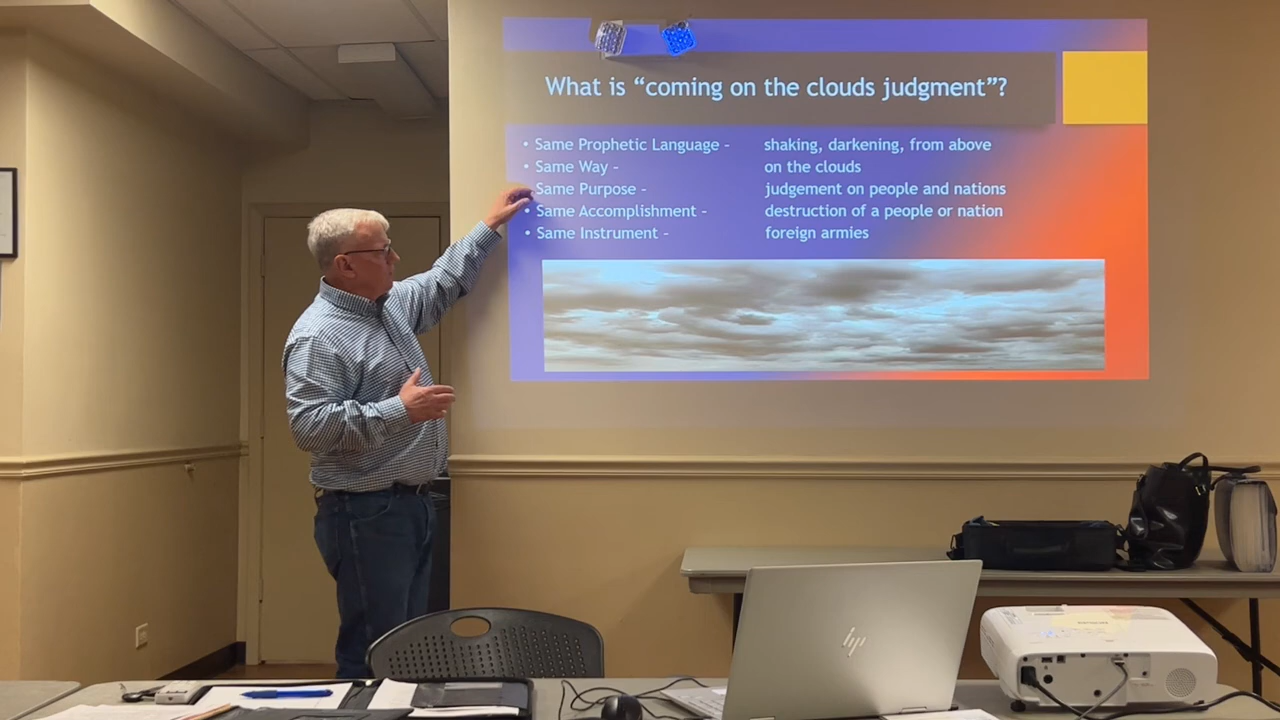 What is “coming on the clouds judgment”?
• Same Prophetic Language - shaking, darkening, from above
• Same Way - on the clouds
Same Purpose - judgement on people and nations
• Same Accomplishment - destruction of a people or nation
• Same Instrument - foreign armies
hp